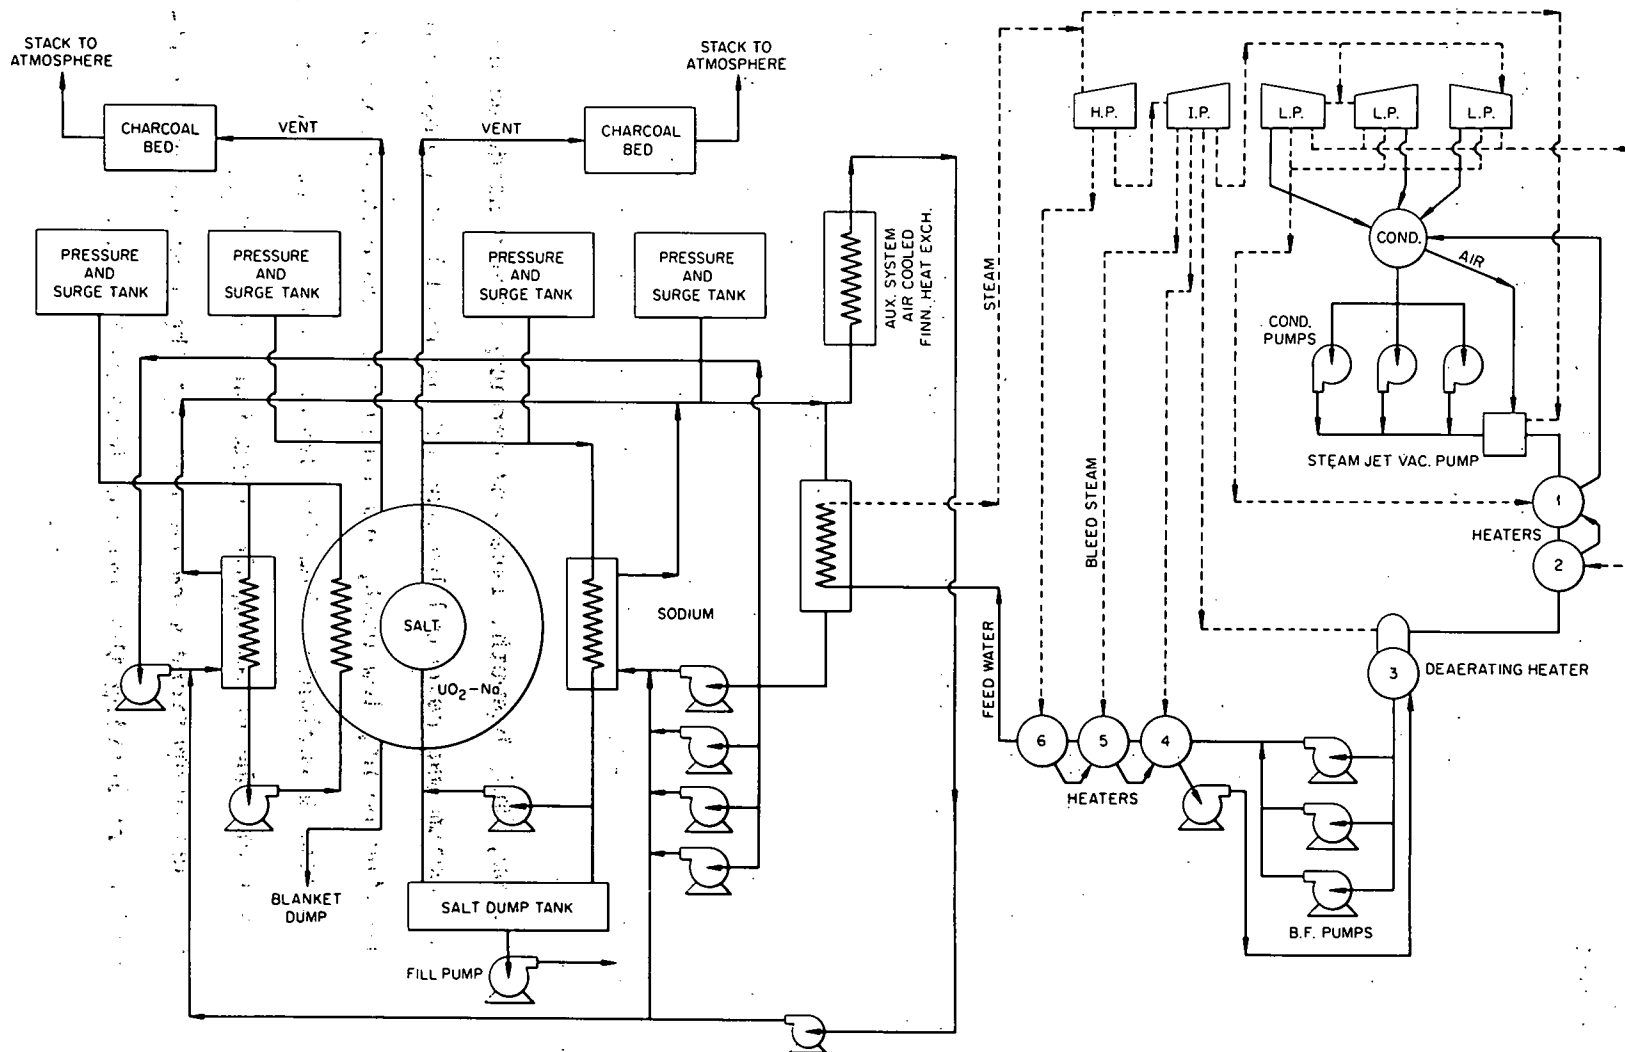 STACK TO
ATMOSPHERE
STACK TO
ATMOSPHERE
CHARCOAL
BED
VENT
VENT
CHARCOAL
BED
H.P.
I.P.
L.P.
L.P.
L.P.
PRESSURE
AND
SURGE TANK
PRESSURE
AND
SURGE TANK
PRESSURE
AND
SURGE TANK
PRESSURE
AND
SURGE TANK
AUX. SYSTEM
AIR COOLED
FINN. HEAT EXCH.
STEAM
COND.
AIR
COND.
PUMPS
STEAM JET VAC. PUMP
BLEED STEAM
1
HEATERS
2
SALT
SODIUM
UO2-Na
FEED WATER
3
DEAERATING HEATER
6
5
4
HEATERS
BLANKET
DUMP
SALT DUMP TANK
B.F. PUMPS
FILL PUMP